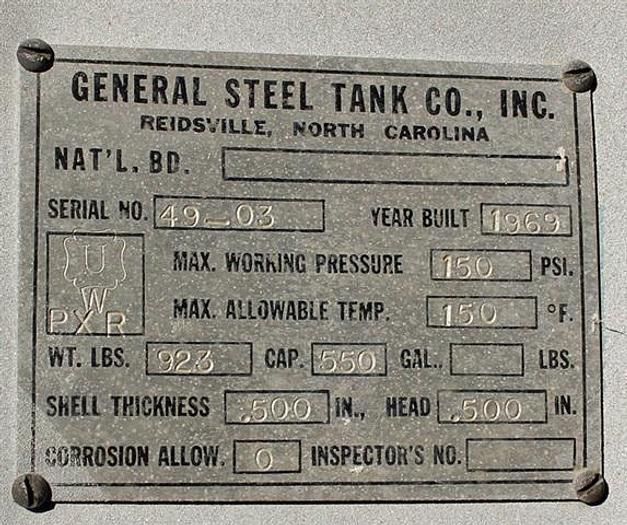 GENERAL STEEL TANK CO., INC.
REIDSVILLE, NORTH CAROLINA
NAT'L. BD.
SERIAL NO. 49-03 YEAR BUILT 1969
U
W
PXR
MAX. WORKING PRESSURE 150 PSI.
MAX. ALLOWABLE TEMP. 150 °F.
WT. LBS. 923 CAP. 550 GAL., LBS.
SHELL THICKNESS .500 IN., HEAD .500 IN.
CORROSION ALLOW. 0 INSPECTOR'S NO.